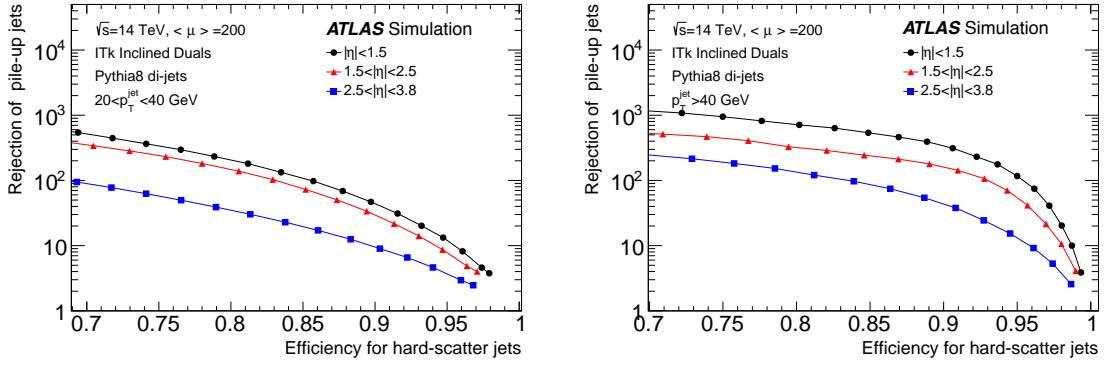 √s=14 TeV, < μ > =200
ATLAS Simulation
ITk Inclined Duals
Pythia8 di-jets
20<p_T^jet<40 GeV
|η|<1.5
1.5<|η|<2.5
2.5<|η|<3.8
Rejection of pile-up jets
10^4
10^3
10^2
10
1
0.7 0.75 0.8 0.85 0.9 0.95 1
Efficiency for hard-scatter jets
√s=14 TeV, < μ > =200
ATLAS Simulation
ITk Inclined Duals
Pythia8 di-jets
p_T^jet>40 GeV
|η|<1.5
1.5<|η|<2.5
2.5<|η|<3.8
Rejection of pile-up jets
10^4
10^3
10^2
10
1
0.7 0.75 0.8 0.85 0.9 0.95 1
Efficiency for hard-scatter jets